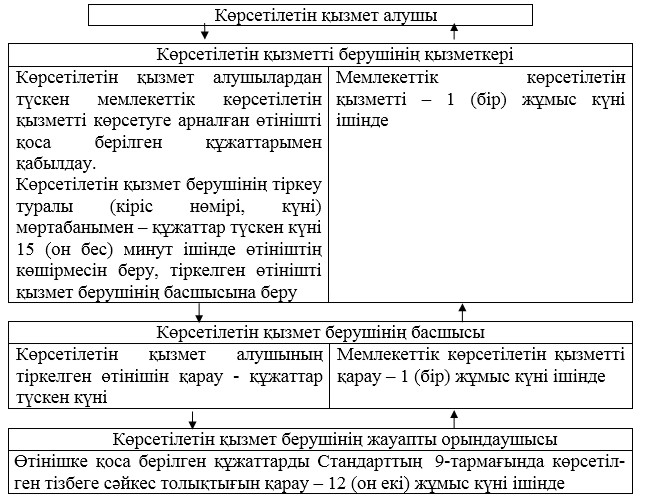 Көрсетілетін қызмет алушы
Көрсетілетін қызметті берушінің қызметкері
Көрсетілетін қызмет алушылардан
түскен мемлекеттік көрсетілетін
қызметті көрсетуге арналған өтінішті
қоса берілген құжаттарымен
қабылдау.
Көрсетілетін қызмет берушінің тіркеу
туралы (кіріс нөмірі, күні)
мөртабанымен – құжаттар түскен күні
15 (он бес) минут ішінде өтініштің
көшірмесін беру, тіркелген өтінішті
қызмет берушінің басшысына беру
Мемлекеттік көрсетілетін
қызметті – 1 (бір) жұмыс күні
ішінде
Көрсетілетін қызмет берушінің басшысы
Көрсетілетін қызмет алушының
тіркелген өтінішін қарау - құжаттар
түскен күні
Мемлекеттік көрсетілетін қызметті
қарау – 1 (бір) жұмыс күні ішінде
Көрсетілетін қызмет берушінің жауапты орындаушысы
Өтінішке қоса берілген құжаттарды Стандарттың 9-тармағында көрсетіл-
ген тізбеге сәйкес толықтығын қарау – 12 (он екі) жұмыс күні ішінде